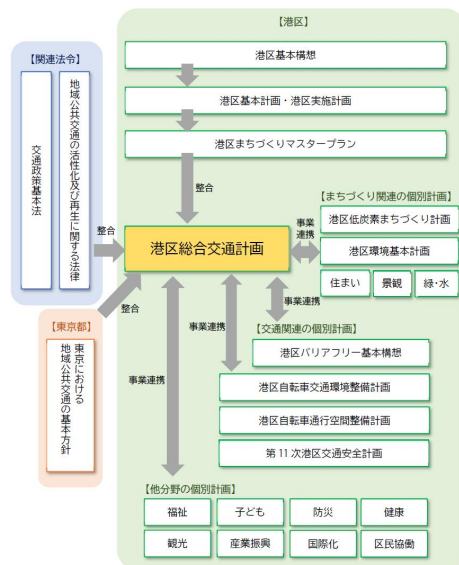 【港区】
港区基本構想
港区基本計画・港区実施計画
港区まちづくりマスタープラン
【関連法令】
地域公共交通の活性化及び再生に関する法律
交通政策基本法
整合
整合
【まちづくり関連の個別計画】
港区低炭素まちづくり計画
港区環境基本計画
住まい
景観
緑・水
事業
連携
港区総合交通計画
【東京都】
東京における
地域公共交通の基本方針
整合
事業連携
事業連携
事業連携
【交通関連の個別計画】
港区バリアフリー基本構想
港区自転車交通環境整備計画
港区自転車通行空間整備計画
第11次港区交通安全計画
【他分野の個別計画】
福祉
子ども
防災
健康
観光
産業振興
国際化
区民協働